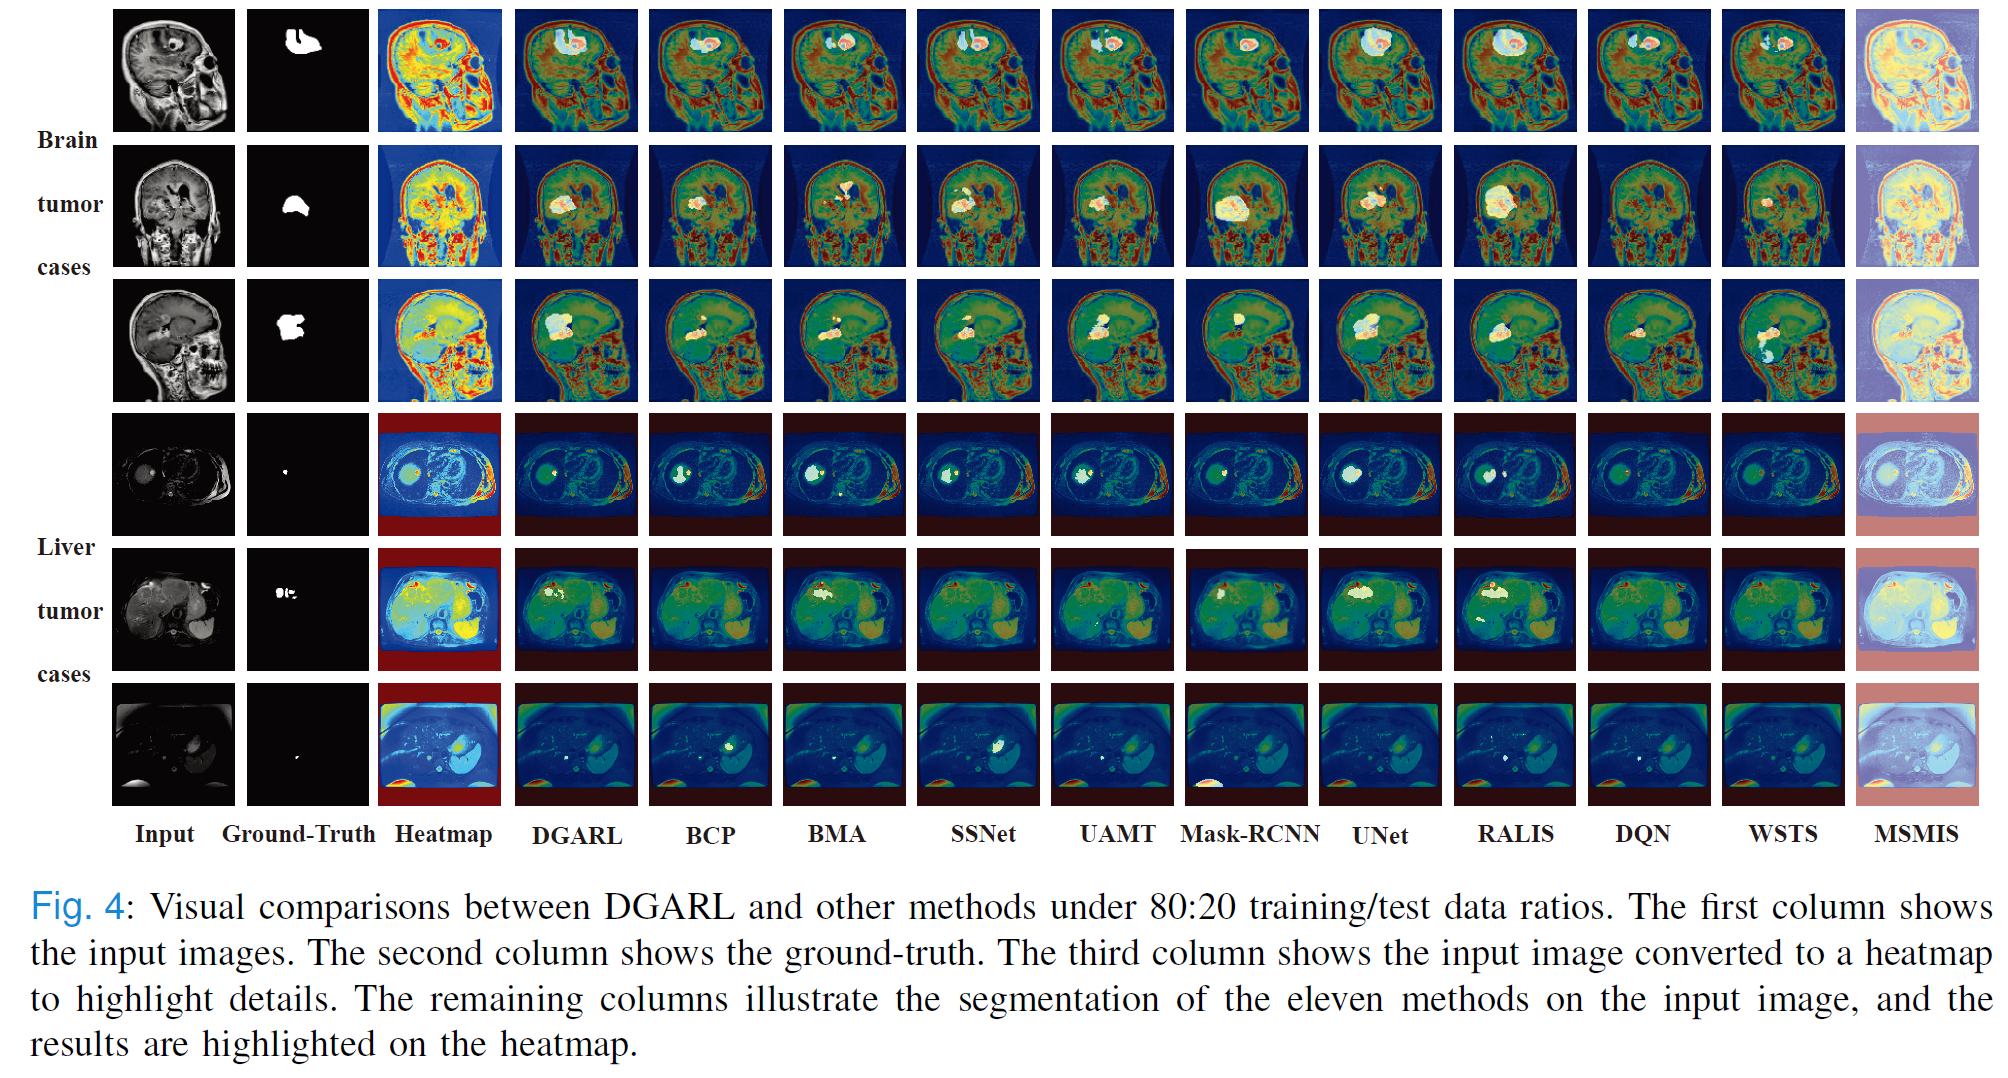 Brain
tumor
cases
Liver
tumor
cases
Input Ground-Truth Heatmap DGARL BCP BMA SSNet UAMT Mask-RCNN UNet RALIS DQN WSTS MSMIS
Fig. 4: Visual comparisons between DGARL and other methods under 80:20 training/test data ratios. The first column shows
the input images. The second column shows the ground-truth. The third column shows the input image converted to a heatmap
to highlight details. The remaining columns illustrate the segmentation of the eleven methods on the input image, and the
results are highlighted on the heatmap.